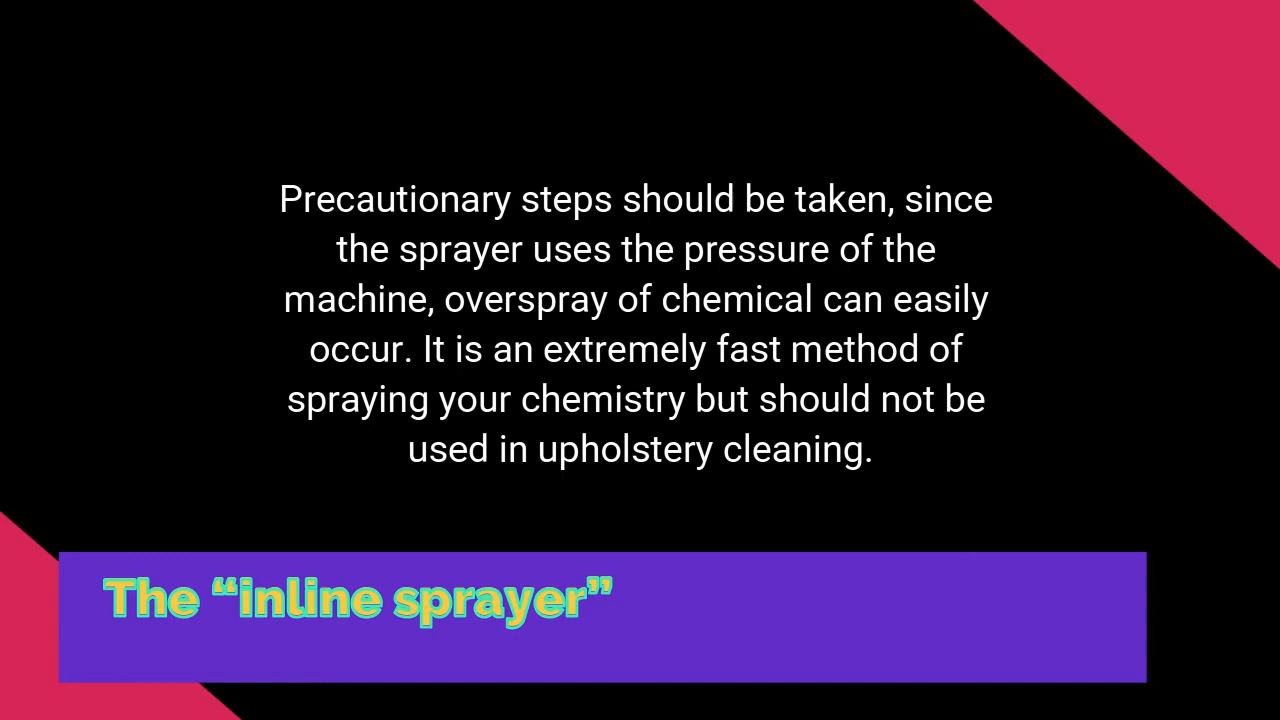 Precautionary steps should be taken, since
the sprayer uses the pressure of the
machine, overspray of chemical can easily
occur. It is an extremely fast method of
spraying your chemistry but should not be
used in upholstery cleaning.
The “inline sprayer”